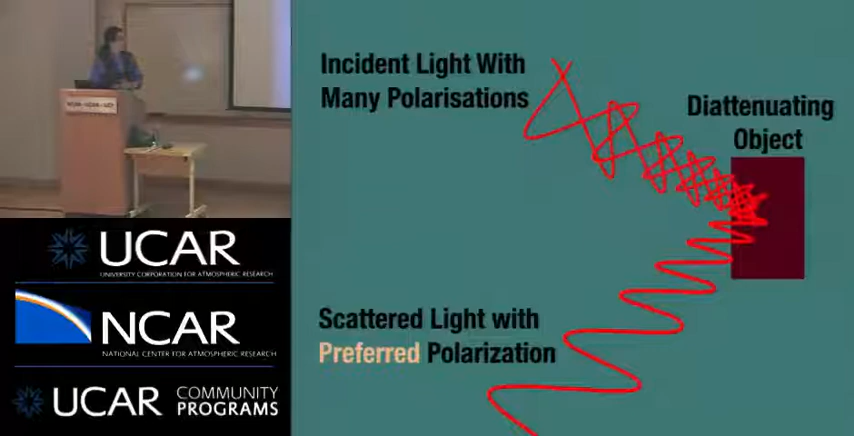 Incident Light With
Many Polarisations
Diattenuating
Object
Scattered Light with
Preferred Polarization
UCAR
UNIVERSITY CORPORATION FOR ATMOSPHERIC RESEARCH
NCAR
NATIONAL CENTER FOR ATMOSPHERIC RESEARCH
UCAR COMMUNITY
PROGRAMS